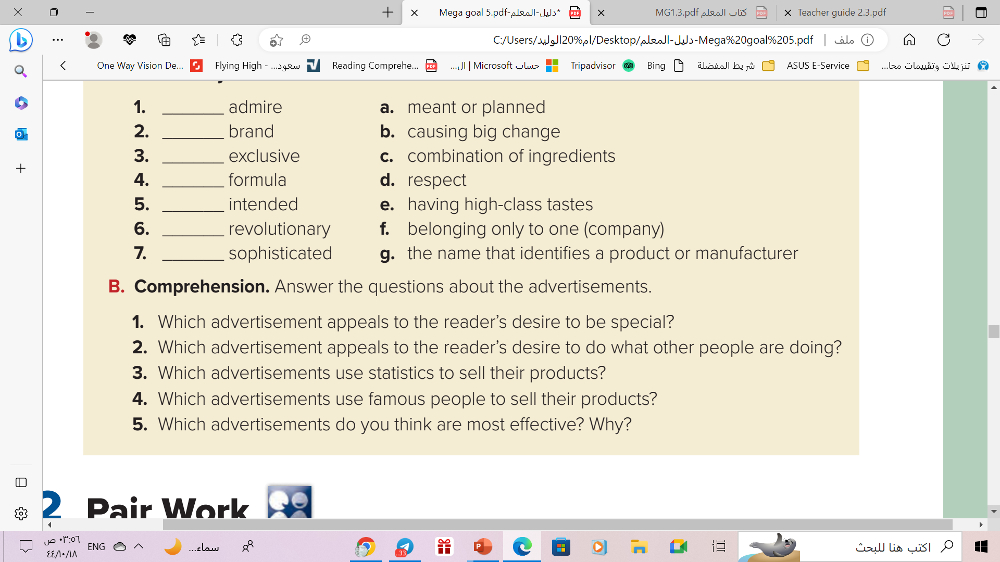 *دليل-المعلم-Mega goal 5.pdf
كتاب المعلم MG1.3.pdf
Teacher guide 2.3.pdf
C:/Users/ام%20الوليد/Desktop/دليل-المعلم-Mega%20goal%205.pdf
ملف
One Way Vision De...
Flying High - سعود...
Reading Comprehe...
حساب Microsoft | ال...
Tripadvisor
Bing
شريط المفضلة
ASUS E-Service
تنزيلات وتقييمات مجا...
1. _______ admire a. meant or planned
2. _______ brand b. causing big change
3. _______ exclusive c. combination of ingredients
4. _______ formula d. respect
5. _______ intended e. having high-class tastes
6. _______ revolutionary f. belonging only to one (company)
7. _______ sophisticated g. the name that identifies a product or manufacturer
B. Comprehension. Answer the questions about the advertisements.
1. Which advertisement appeals to the reader’s desire to be special?
2. Which advertisement appeals to the reader’s desire to do what other people are doing?
3. Which advertisements use statistics to sell their products?
4. Which advertisements use famous people to sell their products?
5. Which advertisements do you think are most effective? Why?
2 Pair Work
٠٣:٥٦ ص
٤٤/١٠/١٨
ENG
سماء...
..33
اكتب هنا للبحث